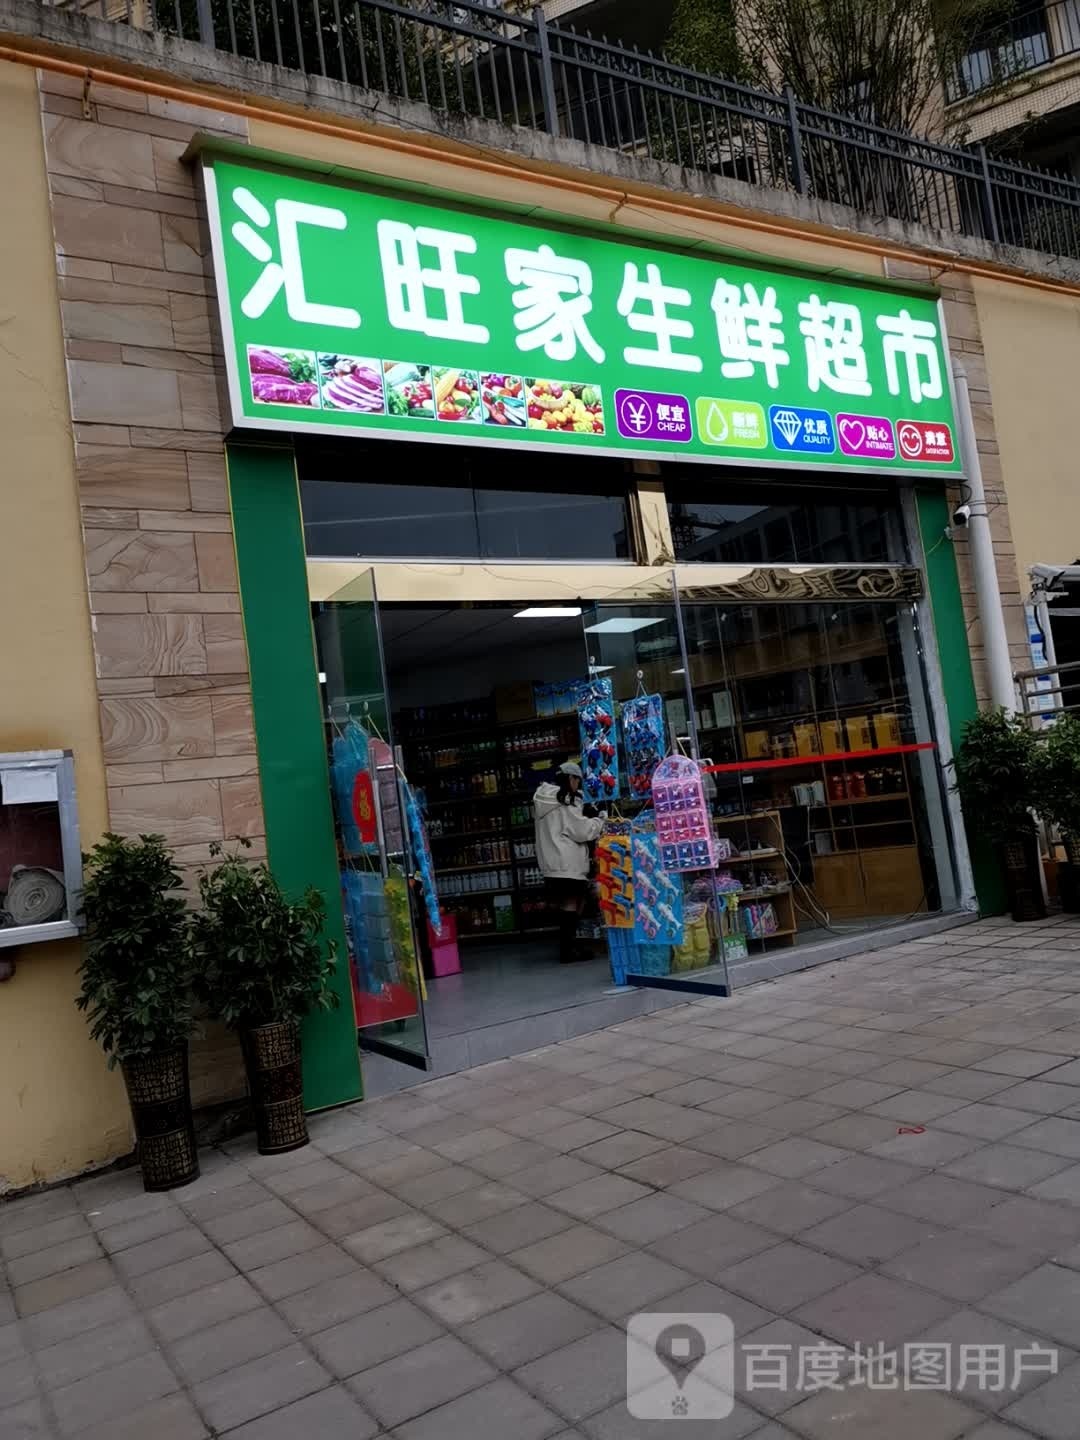 汇旺家生鲜超市
¥ 便宜 CHEAP
新鲜 FRESH
优质 QUALITY
贴心 INTIMATE
满意 SATISFACTION
百度地图用户